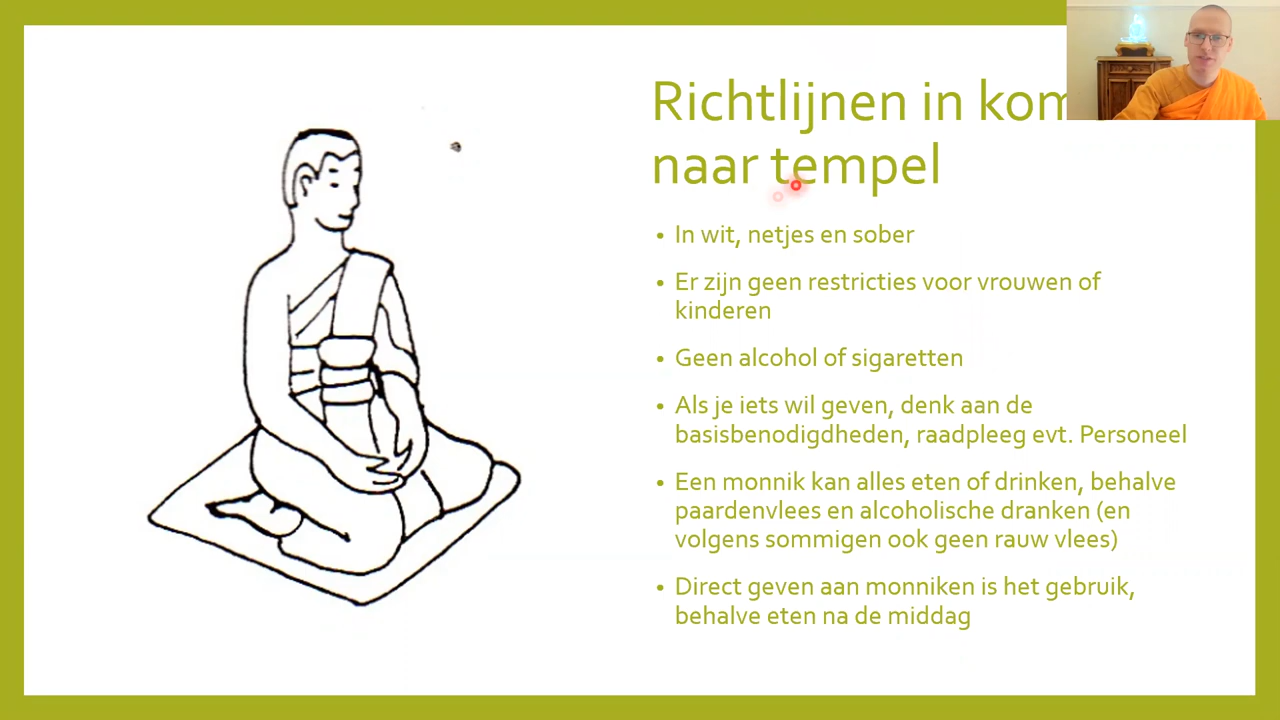 Richtlijnen in
naar tempel
• In wit, netjes en sober
• Er zijn geen restricties voor vrouwen of
kinderen
• Geen alcohol of sigaretten
• Als je iets wil geven, denk aan de
basisbenodigdheden, raadpleeg evt. Personeel
• Een monnik kan alles eten of drinken, behalve
paardenvlees en alcoholische dranken (en
volgens sommigen ook geen rauw vlees)
• Direct geven aan monniken is het gebruik,
behalve eten na de middag